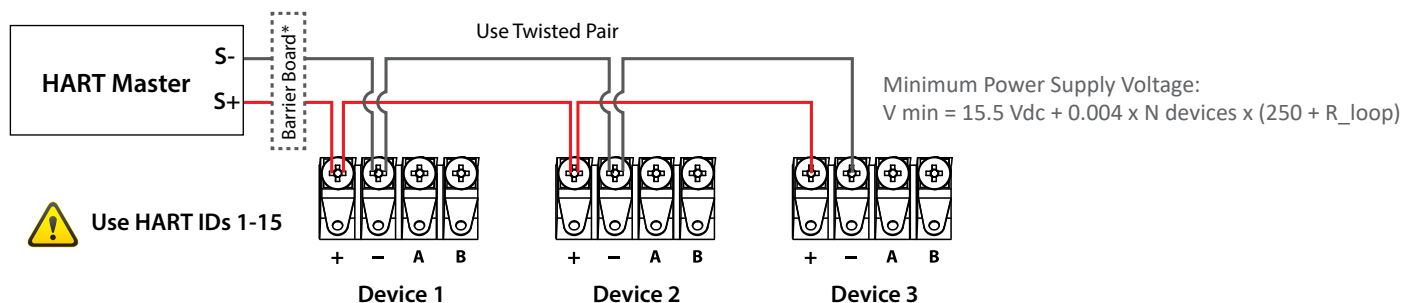 Use Twisted Pair
HART Master
S-
S+
Barrier Board*
Minimum Power Supply Voltage:
V min = 15.5 Vdc + 0.004 x N devices x (250 + R_loop)
Use HART IDs 1-15
+ − A B
+ − A B
+ − A B
Device 1
Device 2
Device 3